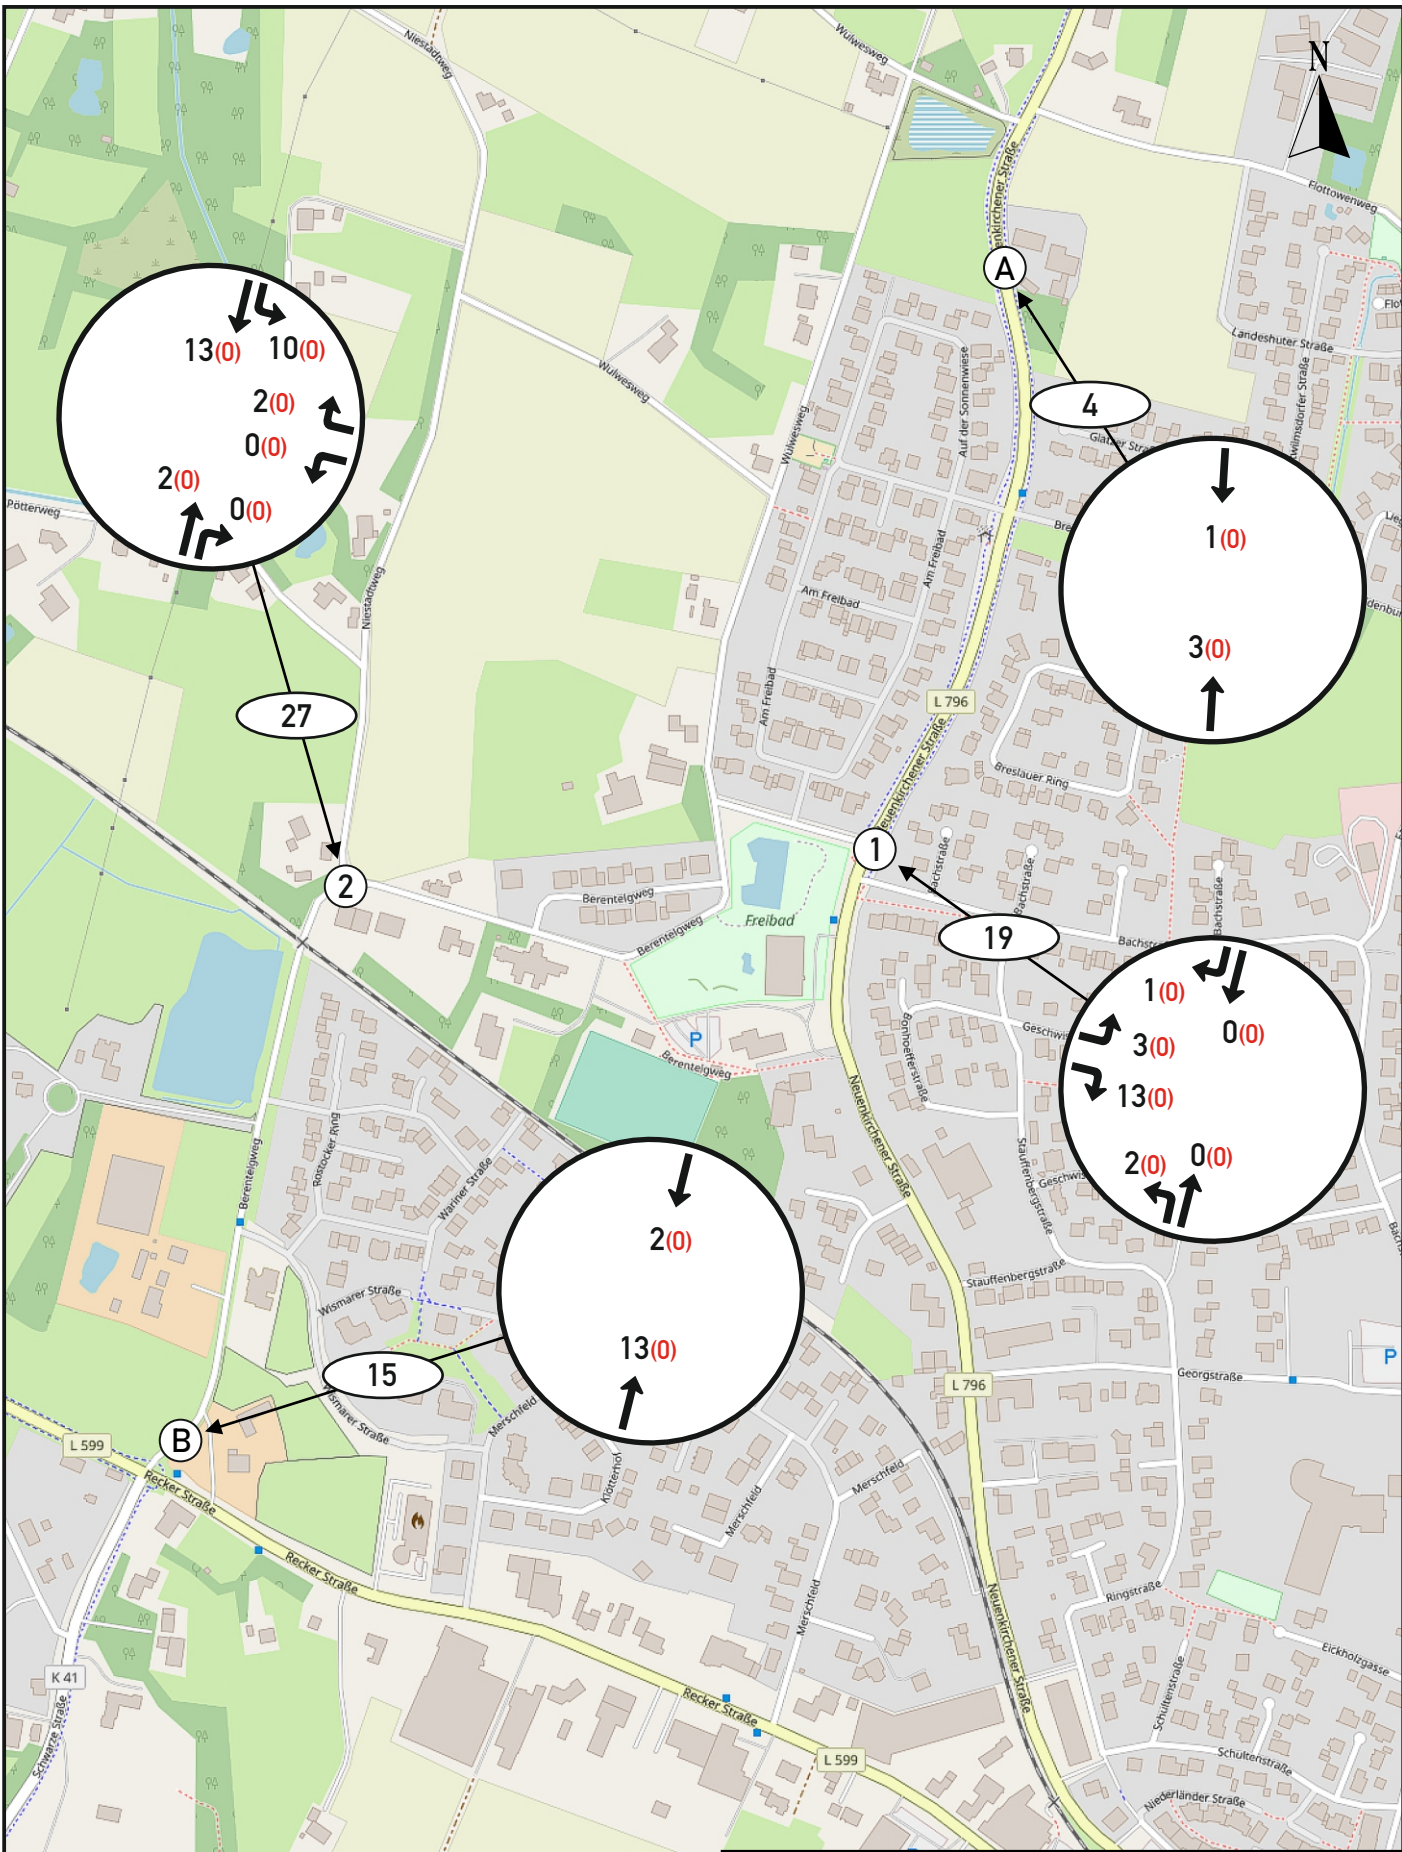 Niestadtweg
Wulwesweg
N
Neuenkirchener Straße
Flottowenweg
A
Landeshuter Straße
13(0)
10(0)
Wulwesweg
Auf der Sonnenwiese
4
2(0)
Wulwesweg
0(0)
2(0)
0(0)
Pötterweg
1(0)
Am Freibad
Am Freibad
Niestadtweg
3(0)
Am Freibad
27
L 796
Neuenkirchener Straße
Breslauer Ring
1
Bachstraße
Bachstraße
Bachstraße
2
Berentelgweg
Berentelgweg
Freibad
19
1(0)
0(0)
Bonhoefferstraße
3(0)
P
Berentelgweg
13(0)
Neuenkirchener Straße
Rostocker Ring
Berentelgweg
Wariner Straße
Stauffenbergstraße
2(0)
0(0)
2(0)
Stauffenbergstraße
Wismarer Straße
13(0)
P
15
Georgstraße
L 796
Wismarer Straße
Merschfeld
B
L 599
Recker Straße
Klötterhof
Merschfeld
Merschfeld
Recker Straße
Ringstraße
Merschfeld
Neuenkirchener Straße
Eickholzgasse
K 41
Schultenstraße
Schwarze Straße
Recker Straße
L 599
Schultenstraße
Niederländer Straße